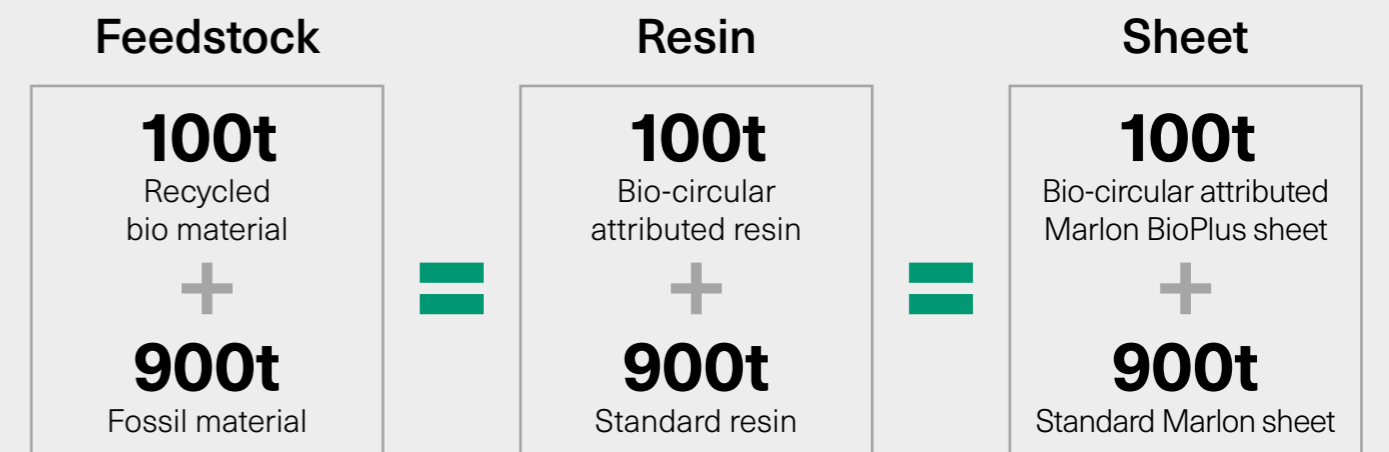 Feedstock
100t
Recycled
bio material
+
900t
Fossil material
=
Resin
100t
Bio-circular
attributed resin
+
900t
Standard resin
=
Sheet
100t
Bio-circular attributed
Marlon BioPlus sheet
+
900t
Standard Marlon sheet